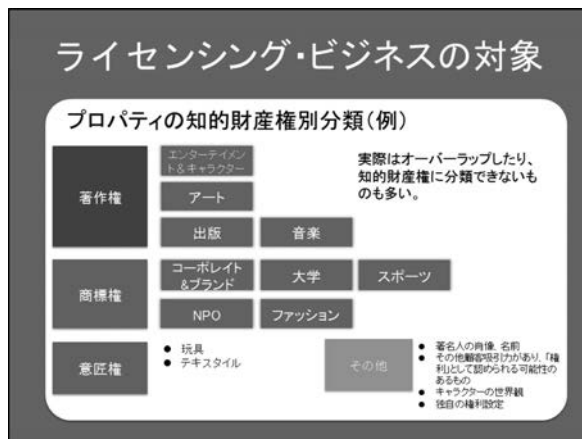 ライセンシング・ビジネスの対象
プロパティの知的財産権別分類(例)
エンターテイメン
ト&キャラクター
実際はオーバーラップしたり、
知的財産権に分類できないも
のも多い。
著作権
アート
出版
音楽
商標権
コーポレイト
&ブランド
大学
スポーツ
NPO
ファッション
意匠権
● 玩具
● テキスタイル
その他
● 著名人の肖像、名前
● その他顧客吸引力があり、「権
利」として認められる可能性の
あるもの
● キャラクターの世界観
● 独自の権利設定